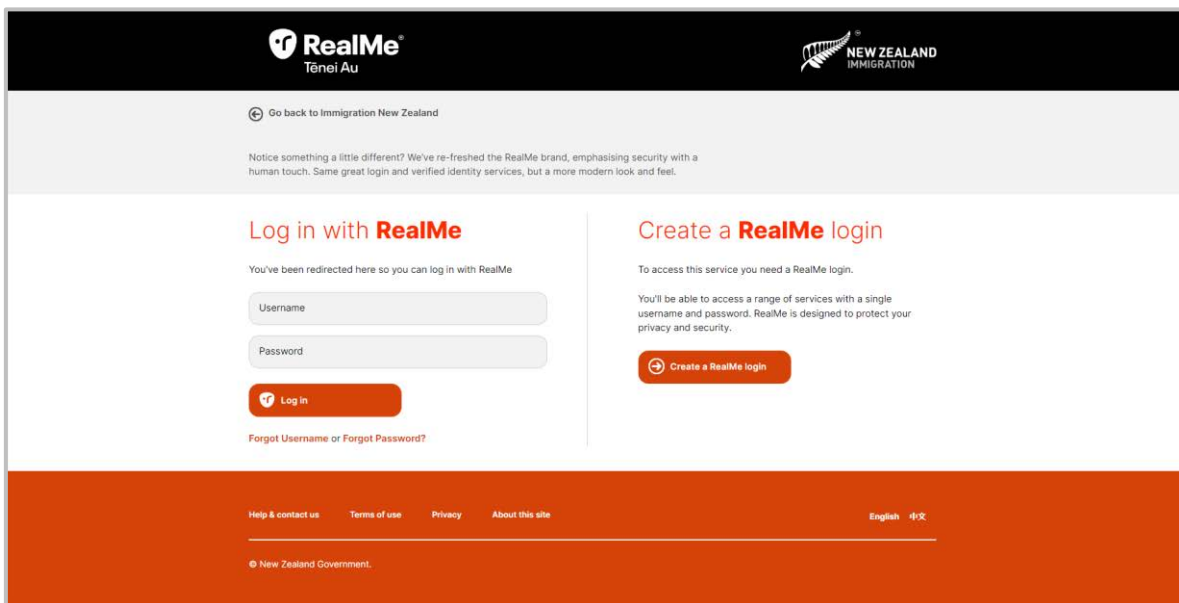 RealMe®
Tēnei Au
NEW ZEALAND
IMMIGRATION
Go back to Immigration New Zealand
Notice something a little different? We've re-freshed the RealMe brand, emphasising security with a
human touch. Same great login and verified identity services, but a more modern look and feel.
Log in with RealMe
You've been redirected here so you can log in with RealMe
Username
Password
Log in
Forgot Username or Forgot Password?
Create a RealMe login
To access this service you need a RealMe login.
You'll be able to access a range of services with a single
username and password. RealMe is designed to protect your
privacy and security.
Create a RealMe login
Help & contact us Terms of use Privacy About this site
English 中文
© New Zealand Government.